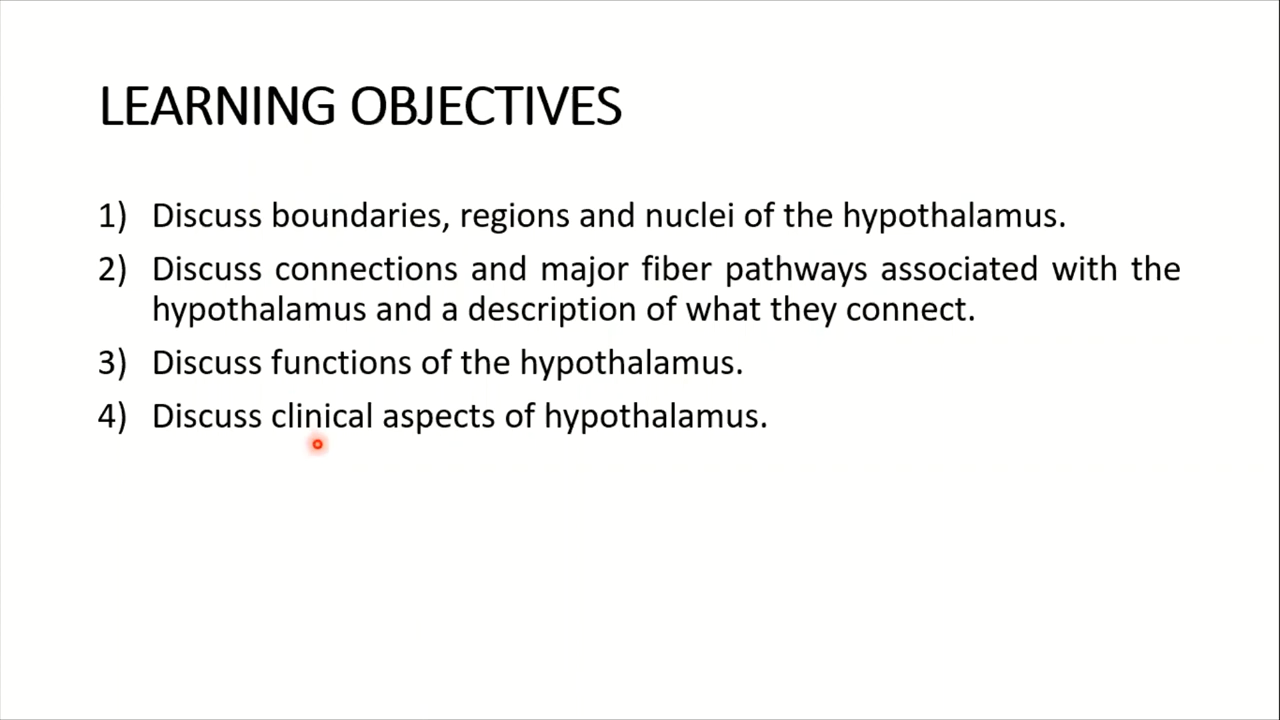 LEARNING OBJECTIVES
1) Discuss boundaries, regions and nuclei of the hypothalamus.
2) Discuss connections and major fiber pathways associated with the
hypothalamus and a description of what they connect.
3) Discuss functions of the hypothalamus.
4) Discuss clinical aspects of hypothalamus.